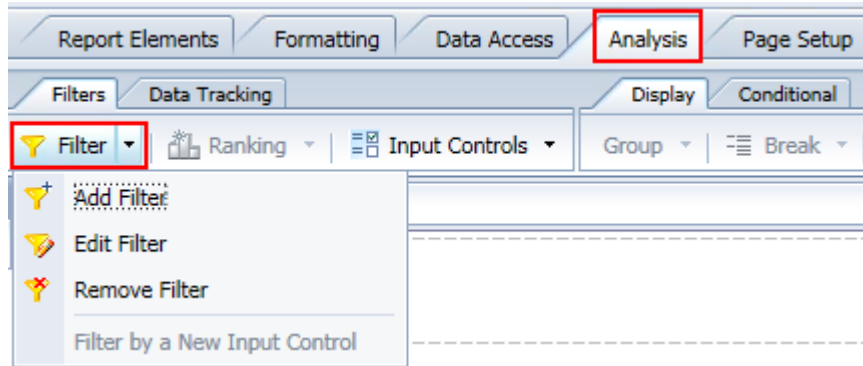 Report Elements Formatting Data Access Analysis Page Setup
Filters Data Tracking Display Conditional
Filter Ranking Input Controls Group Break
Add Filter
Edit Filter
Remove Filter
Filter by a New Input Control